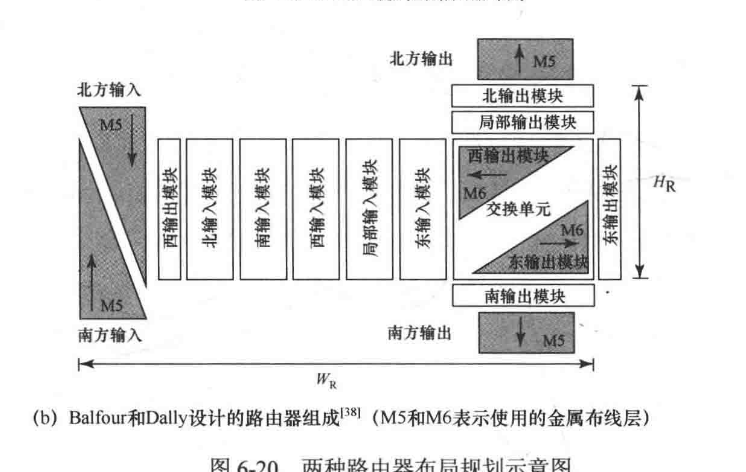 北方输出
M5
北方输入
北输出模块
M5
局部输出模块
西输出模块
北输入模块
南输入模块
西输入模块
局部输入模块
东输入模块
西输出模块
M6
交换单元
M6
东输出模块
东输出模块
HR
M5
南方输入
南输出模块
南方输出
M5
WR
(b) Balfour和Dally设计的路由器组成[38] (M5和M6表示使用的金属布线层)
图 6-20 两种路由器布局规划示意图